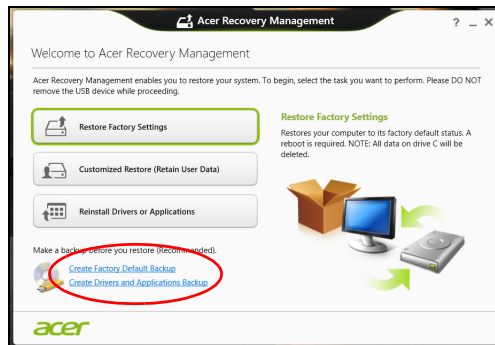 Acer Recovery Management
? _ X
Welcome to Acer Recovery Management
Acer Recovery Management enables you to restore your system. To begin, select the task you want to perform. Please DO NOT
remove the USB device while proceeding.
Restore Factory Settings
Customized Restore (Retain User Data)
Reinstall Drivers or Applications
Restore Factory Settings
Restores your computer to its factory default status. A
reboot is required. NOTE: All data on drive C will be
deleted.
Make a backup before you restore (Recommended).
Create Factory Default Backup
Create Drivers and Applications Backup
acer